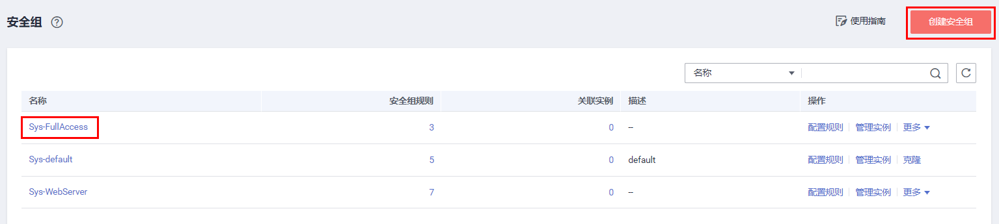 安全组 ?
使用指南
创建安全组
名称
名称 安全组规则 关联实例 描述 操作
Sys-FullAccess 3 0 -- 配置规则 管理实例 更多
Sys-default 5 0 default 配置规则 管理实例 克隆
Sys-WebServer 7 0 -- 配置规则 管理实例 更多